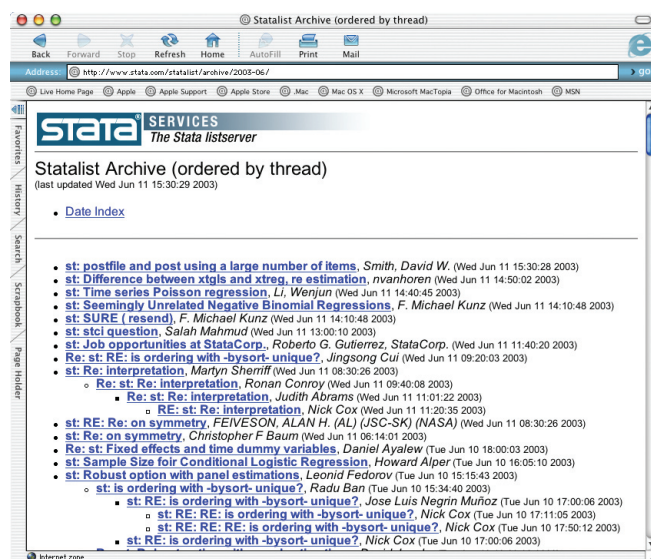 Statalist Archive (ordered by thread)
Back Forward Stop Refresh Home AutoFill Print Mail
Address: http://www.stata.com/statalist/archive/2003-06/ go
Live Home Page Apple Apple Support Apple Store .Mac Mac OS X Microsoft MacTopia Office for Macintosh MSN
Favorites
History
Search
Scrapbook
Page Holder
STATA SERVICES
The Stata listserver
Statalist Archive (ordered by thread)
(last updated Wed Jun 11 15:30:29 2003)
Date Index
st: postfile and post using a large number of items, Smith, David W. (Wed Jun 11 15:30:28 2003)
st: Difference between xtgls and xtreg, re estimation, nvanhoren (Wed Jun 11 14:50:02 2003)
st: Time series Poisson regression, Li, Wenjun (Wed Jun 11 14:40:45 2003)
st: Seemingly Unrelated Negative Binomial Regressions, F. Michael Kunz (Wed Jun 11 14:10:48 2003)
st: SURE ( resend), F. Michael Kunz (Wed Jun 11 14:10:48 2003)
st: stci question, Salah Mahmud (Wed Jun 11 13:00:10 2003)
st: Job opportunities at StataCorp., Roberto G. Gutierrez, StataCorp. (Wed Jun 11 11:40:20 2003)
Re: st: RE: is ordering with -bysort- unique?, Jingsong Cui (Wed Jun 11 09:20:03 2003)
st: Re: interpretation, Martyn Sherriff (Wed Jun 11 08:30:26 2003)
Re: st: Re: interpretation, Ronan Conroy (Wed Jun 11 09:40:08 2003)
Re: st: Re: interpretation, Judith Abrams (Wed Jun 11 11:01:22 2003)
RE: st: Re: interpretation, Nick Cox (Wed Jun 11 11:20:35 2003)
st: RE: Re: on symmetry, FEIVESON, ALAN H. (AL) (JSC-SK) (NASA) (Wed Jun 11 08:30:26 2003)
st: Re: on symmetry, Christopher F Baum (Wed Jun 11 06:14:01 2003)
Re: st: Fixed effects and time dummy variables, Daniel Ayalew (Tue Jun 10 18:00:03 2003)
st: Sample Size foir Conditional Logistic Regression, Howard Alper (Tue Jun 10 16:05:10 2003)
st: Robust option with panel estimations, Leonid Fedorov (Tue Jun 10 15:15:43 2003)
st: is ordering with -bysort- unique?, Radu Ban (Tue Jun 10 15:34:40 2003)
st: RE: is ordering with -bysort- unique?, Jose Luis Negrin Muñoz (Tue Jun 10 17:00:06 2003)
st: RE: RE: is ordering with -bysort- unique?, Nick Cox (Tue Jun 10 17:11:05 2003)
st: RE: RE: RE: is ordering with -bysort- unique?, Nick Cox (Tue Jun 10 17:50:12 2003)
st: RE: is ordering with -bysort- unique?, Nick Cox (Tue Jun 10 17:00:06 2003)
Internet zone